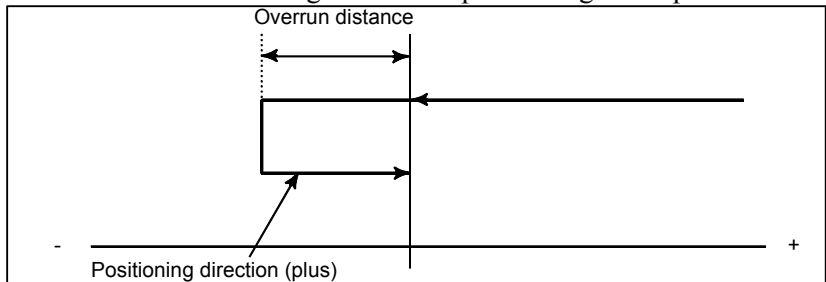 Overrun distance
-
+
Positioning direction (plus)